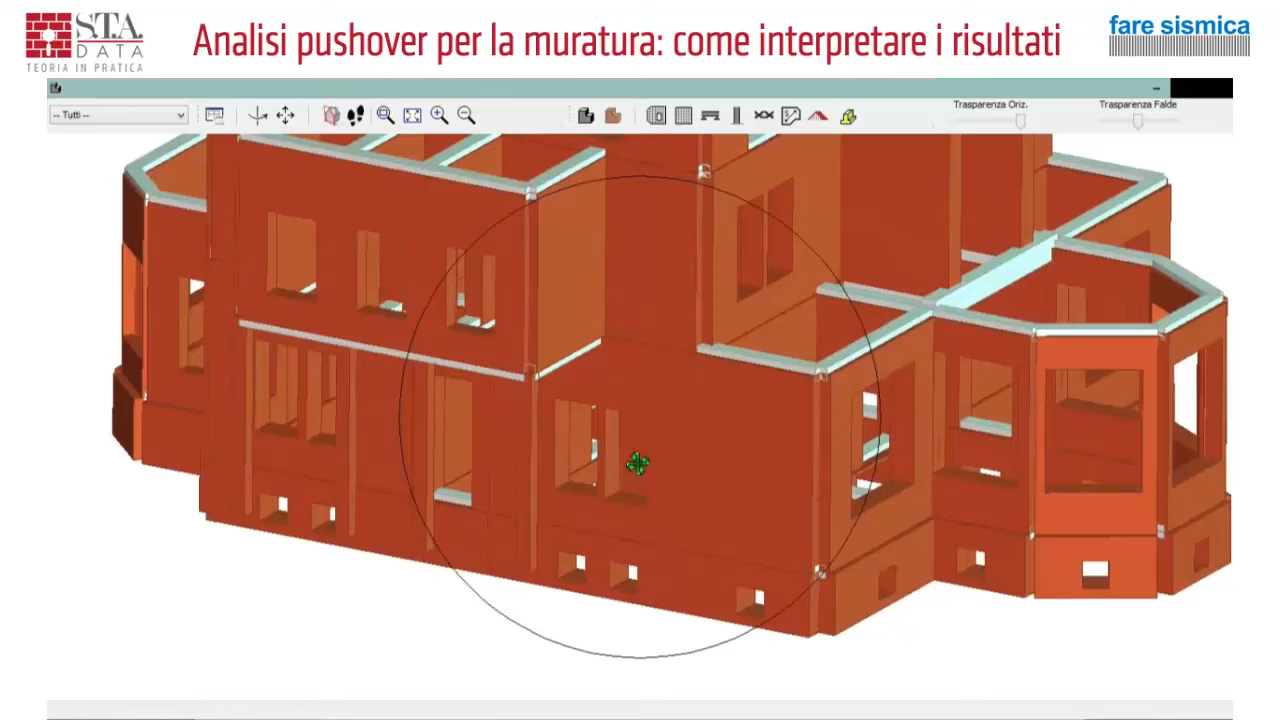 S.T.A.
DATA
TEORIA IN PRATICA
Analisi pushover per la muratura: come interpretare i risultati
fare sismica
-- Tutti --
Trasparenza Oriz.
Trasparenza Falde